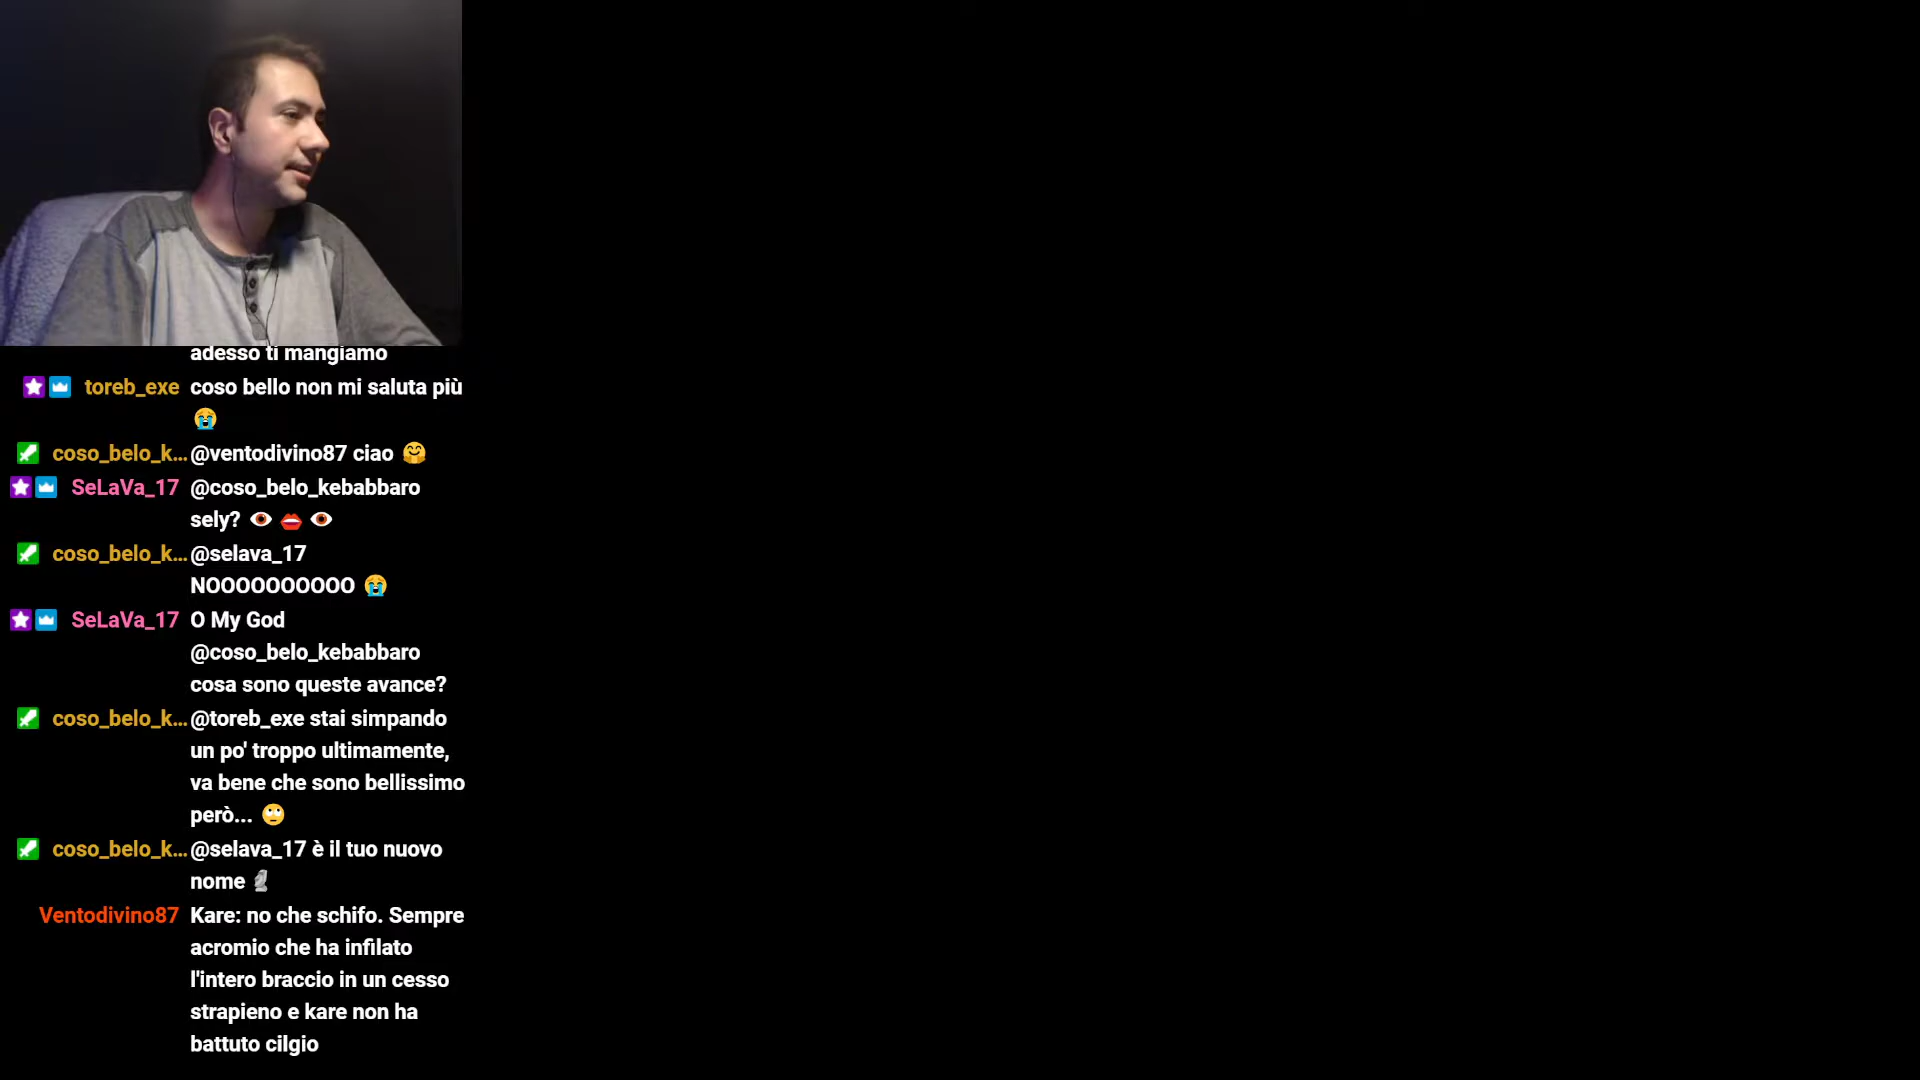 adesso ti mangiamo
toreb_exe coso bello non mi saluta più
😭
coso_belo_k... @ventodivino87 ciao 🤗
SeLaVa_17 @coso_belo_kebabbaro
sely? 👁️ 🫦 👁️
coso_belo_k... @selava_17
NOOOOOOOOOO 😭
SeLaVa_17 O My God
@coso_belo_kebabbaro
cosa sono queste avance?
coso_belo_k... @toreb_exe stai simpando
un po' troppo ultimamente,
va bene che sono bellissimo
però... 🙄
coso_belo_k... @selava_17 è il tuo nuovo
nome 🗿
Ventodivino87 Kare: no che schifo. Sempre
acromio che ha infilato
l'intero braccio in un cesso
strapieno e kare non ha
battuto cilgio